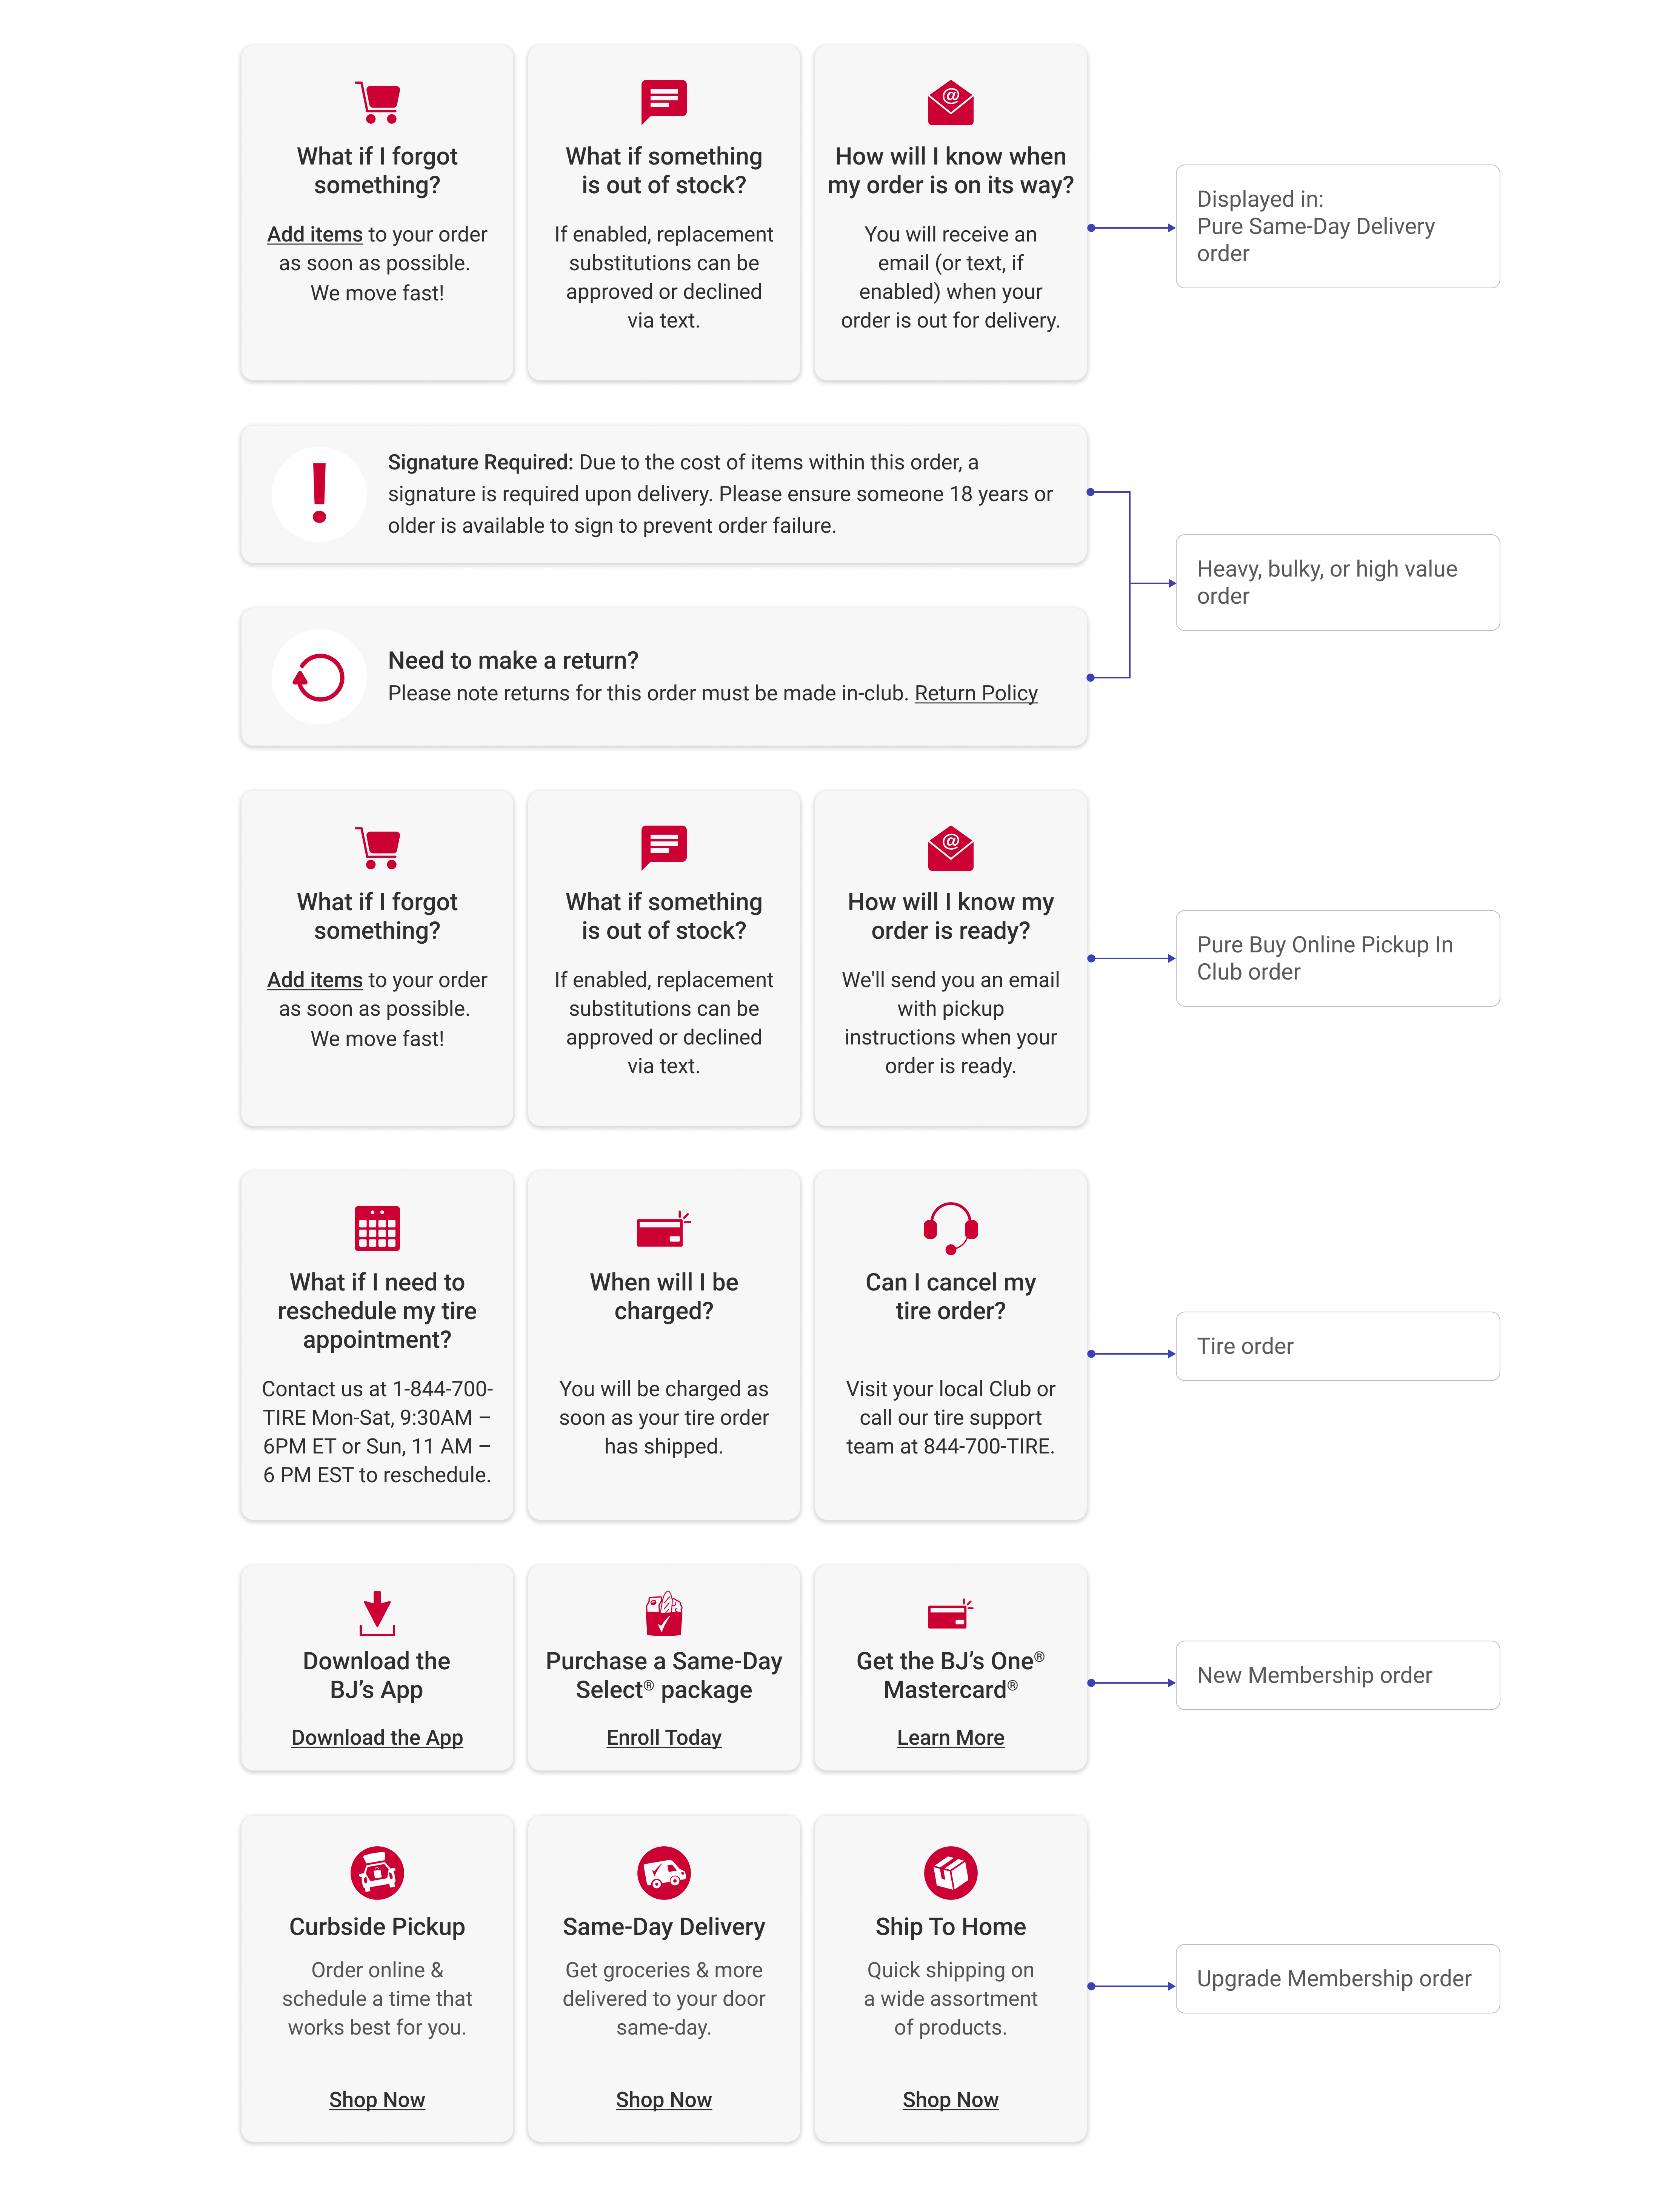 What if I forgot
something?
Add items to your order
as soon as possible.
We move fast!
What if something
is out of stock?
If enabled, replacement
substitutions can be
approved or declined
via text.
@
How will I know when
my order is on its way?
You will receive an
email (or text, if
enabled) when your
order is out for delivery.
Displayed in:
Pure Same-Day Delivery
order
!
Signature Required: Due to the cost of items within this order, a
signature is required upon delivery. Please ensure someone 18 years or
older is available to sign to prevent order failure.
Need to make a return?
Please note returns for this order must be made in-club. Return Policy
Heavy, bulky, or high value
order
What if I forgot
something?
Add items to your order
as soon as possible.
We move fast!
What if something
is out of stock?
If enabled, replacement
substitutions can be
approved or declined
via text.
@
How will I know my
order is ready?
We'll send you an email
with pickup
instructions when your
order is ready.
Pure Buy Online Pickup In
Club order
What if I need to
reschedule my tire
appointment?
Contact us at 1-844-700-
TIRE Mon-Sat, 9:30AM –
6PM ET or Sun, 11 AM –
6 PM EST to reschedule.
When will I be
charged?
You will be charged as
soon as your tire order
has shipped.
Can I cancel my
tire order?
Visit your local Club or
call our tire support
team at 844-700-TIRE.
Tire order
Download the
BJ’s App
Download the App
Purchase a Same-Day
Select® package
Enroll Today
Get the BJ’s One®
Mastercard®
Learn More
New Membership order
Curbside Pickup
Order online &
schedule a time that
works best for you.
Shop Now
Same-Day Delivery
Get groceries & more
delivered to your door
same-day.
Shop Now
Ship To Home
Quick shipping on
a wide assortment
of products.
Shop Now
Upgrade Membership order